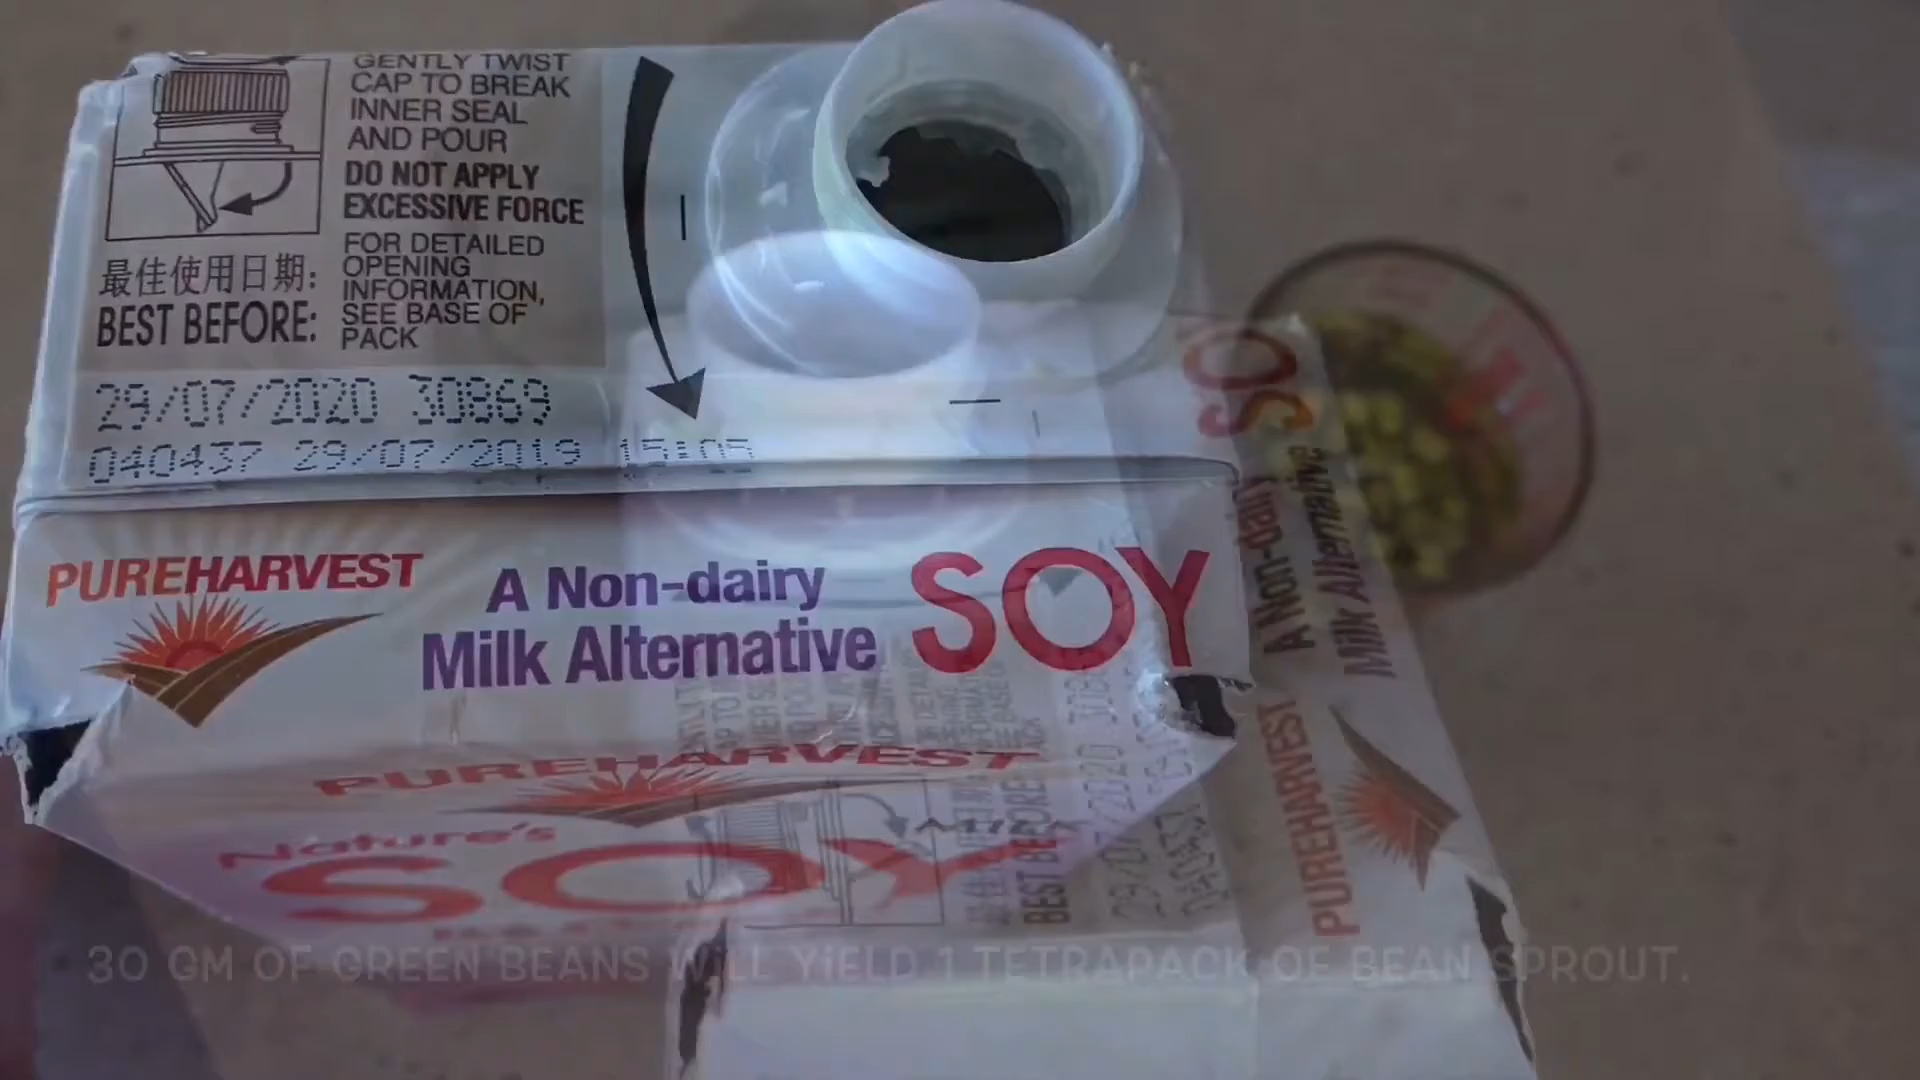 GENTLY TWIST
CAP TO BREAK
INNER SEAL
AND POUR
DO NOT APPLY
EXCESSIVE FORCE
FOR DETAILED
OPENING
INFORMATION,
SEE BASE OF
PACK
最佳使用日期:
BEST BEFORE:
29/07/2020 30869
040437 29/07/2019 15:05
PUREHARVEST
A Non-dairy
Milk Alternative
SOY
PUREHARVEST
Nature's
SOY
SO
A Non-dairy
Milk Alternative
PUREHARVEST
BEST BEFORE
30 GM OF GREEN BEANS WILL YIELD 1 TETRAPACK OF BEAN SPROUT.